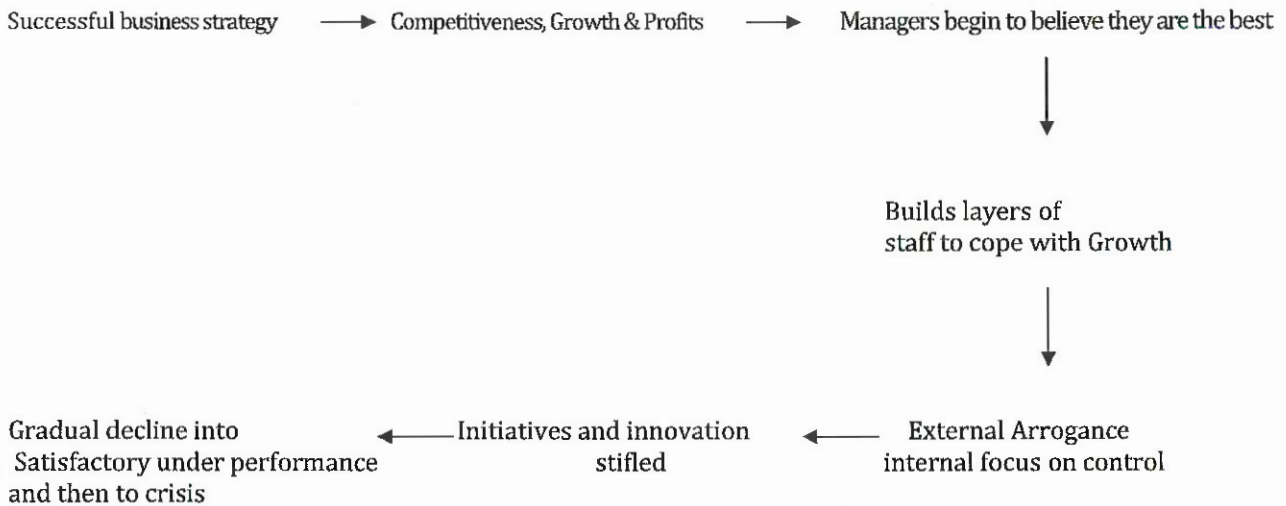 Successful business strategy
Competitiveness, Growth & Profits
Managers begin to believe they are the best
Builds layers of
staff to cope with Growth
External Arrogance
internal focus on control
Initiatives and innovation
stifled
Gradual decline into
Satisfactory under performance
and then to crisis